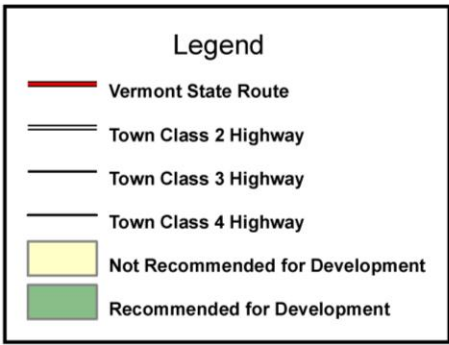 Legend
Vermont State Route
Town Class 2 Highway
Town Class 3 Highway
Town Class 4 Highway
Not Recommended for Development
Recommended for Development